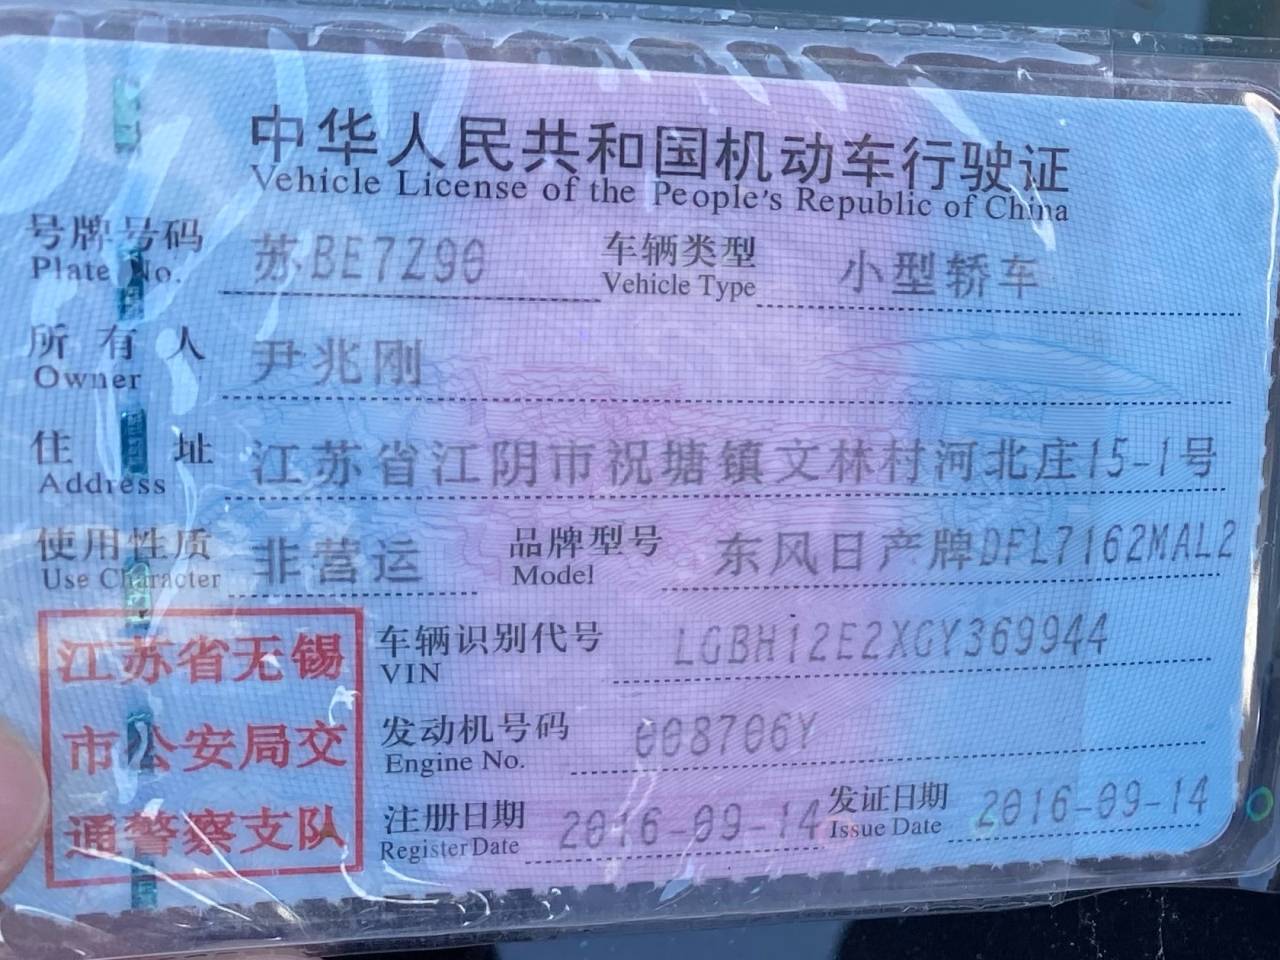 中华人民共和国机动车行驶证
Vehicle License of the People's Republic of China
号牌号码 苏BE7Z90 车辆类型 小型轿车
Plate No. Vehicle Type
所有人 尹兆刚
Owner
住址 江苏省江阴市祝塘镇文林村河北庄15-1号
Address
使用性质 非营运 品牌型号 东风日产牌DFL7162MAL2
Use Character Model
江苏省无锡
市公安局交
通警察支队
车辆识别代号 LGBH12E2XGY369944
VIN
发动机号码 008706Y
Engine No.
注册日期 2016-09-14 发证日期 2016-09-14
Register Date Issue Date